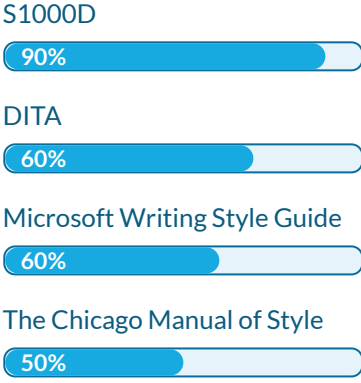 S1000D
90%
DITA
60%
Microsoft Writing Style Guide
60%
The Chicago Manual of Style
50%